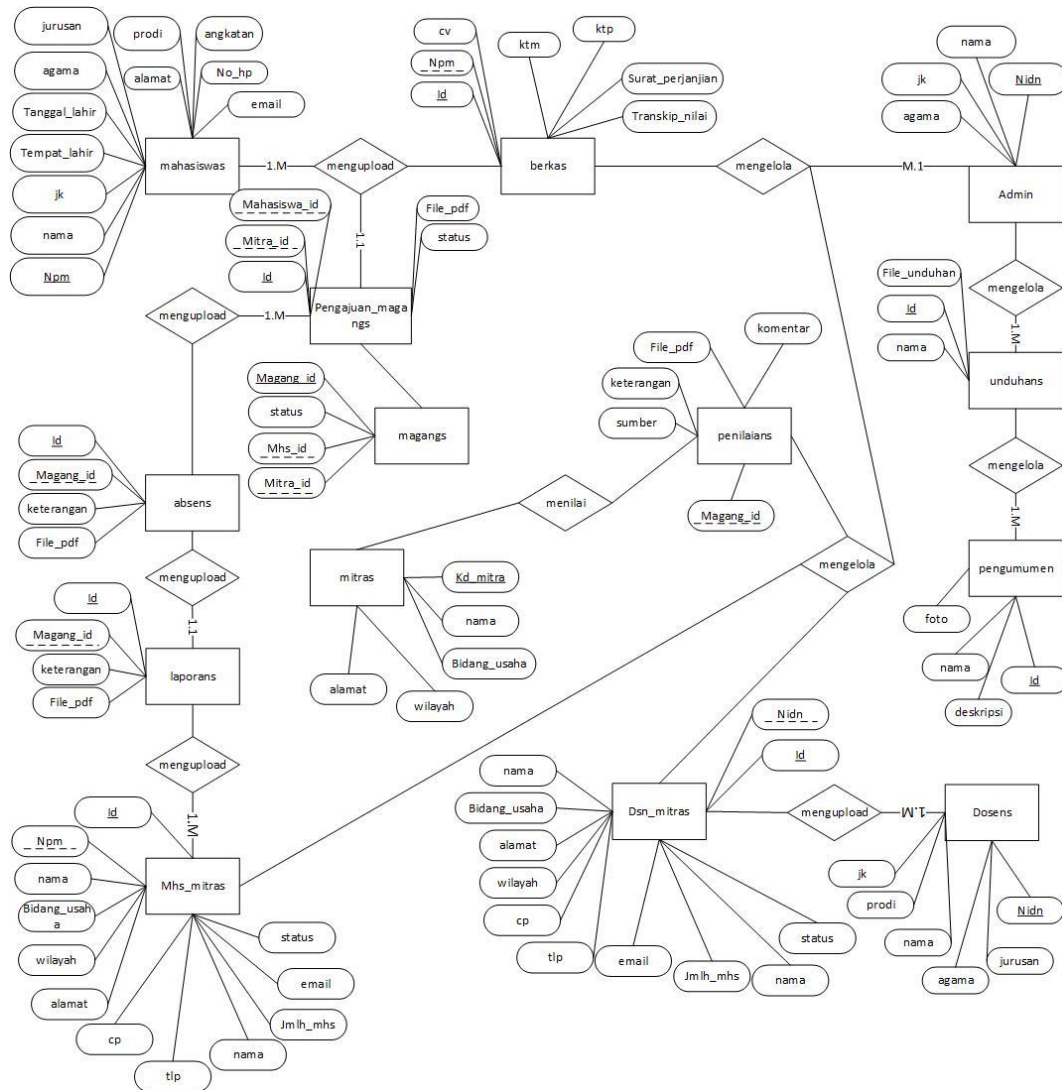 jurusan
prodi
angkatan
agama
alamat
No_hp
Tanggal_lahir
email
Tempat_lahir
mahasiswas
jk
nama
Npm
1.M
mengupload
cv
Npm
Id
ktm
ktp
Surat_perjanjian
Transkip_nilai
berkas
mengelola
M.1
nama
jk
Nidn
agama
Admin
1.1
Mahasiswa_id
Mitra_id
Id
File_pdf
status
Pengajuan_maga
ngs
mengupload
1.M
Magang_id
status
Mhs_id
Mitra_id
magangs
mengelola
1.M
File_unduhan
Id
nama
unduhans
mengelola
1.M
pengumumen
foto
nama
Id
deskripsi
File_pdf
komentar
keterangan
sumber
penilaians
Magang_id
menilai
mengelola
mitras
Kd_mitra
nama
Bidang_usaha
alamat
wilayah
Id
Magang_id
keterangan
File_pdf
absens
mengupload
1.1
Id
Magang_id
keterangan
File_pdf
laporans
mengupload
1.M
Id
Npm
nama
Bidang_usah
a
wilayah
alamat
cp
tlp
nama
Jmlh_mhs
email
status
Mhs_mitras
Nidn
Id
nama
Bidang_usaha
alamat
wilayah
cp
tlp
email
Jmlh_mhs
nama
status
Dsn_mitras
mengupload
1.M
Dosens
jk
prodi
nama
agama
jurusan
Nidn